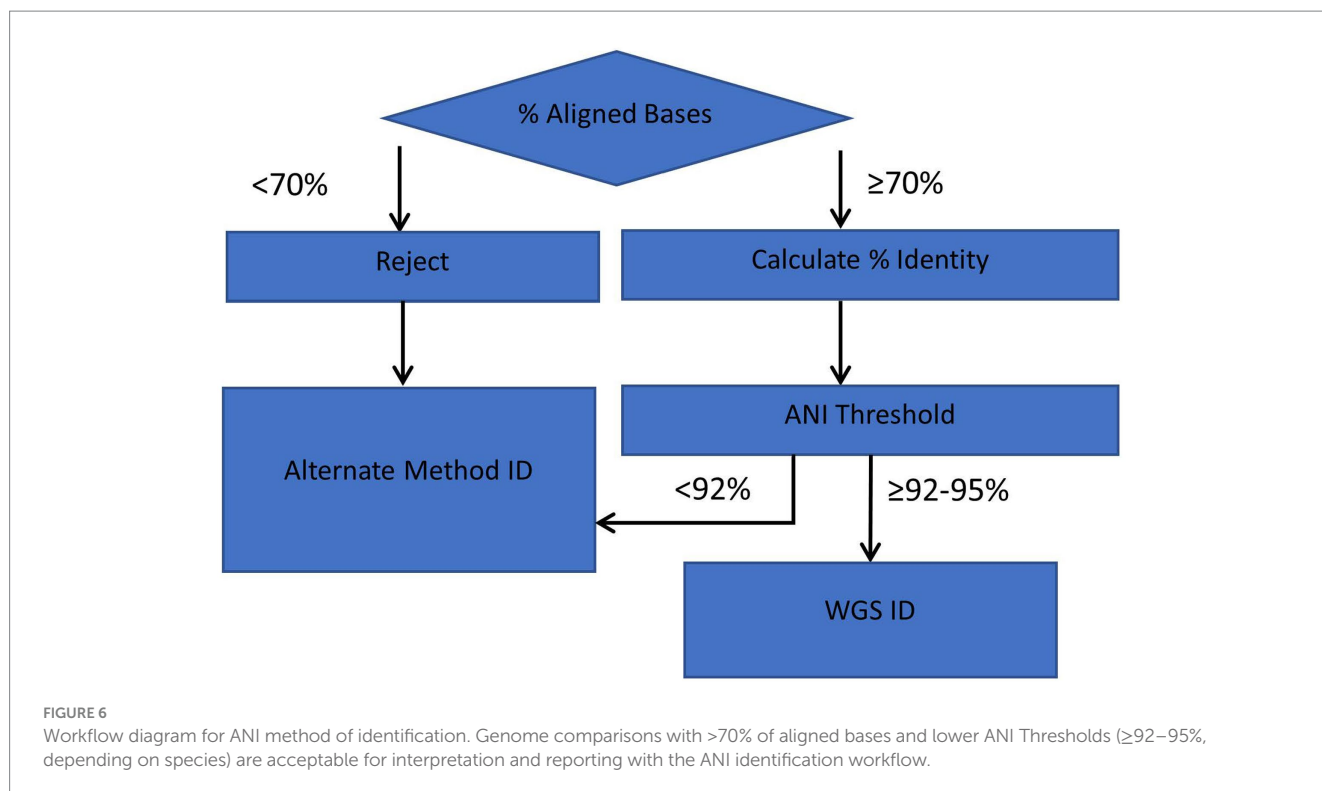 % Aligned Bases
<70%
≥70%
Reject
Calculate % Identity
Alternate Method ID
ANI Threshold
<92%
≥92-95%
WGS ID
FIGURE 6
Workflow diagram for ANI method of identification. Genome comparisons with >70% of aligned bases and lower ANI Thresholds (≥92–95%,
depending on species) are acceptable for interpretation and reporting with the ANI identification workflow.